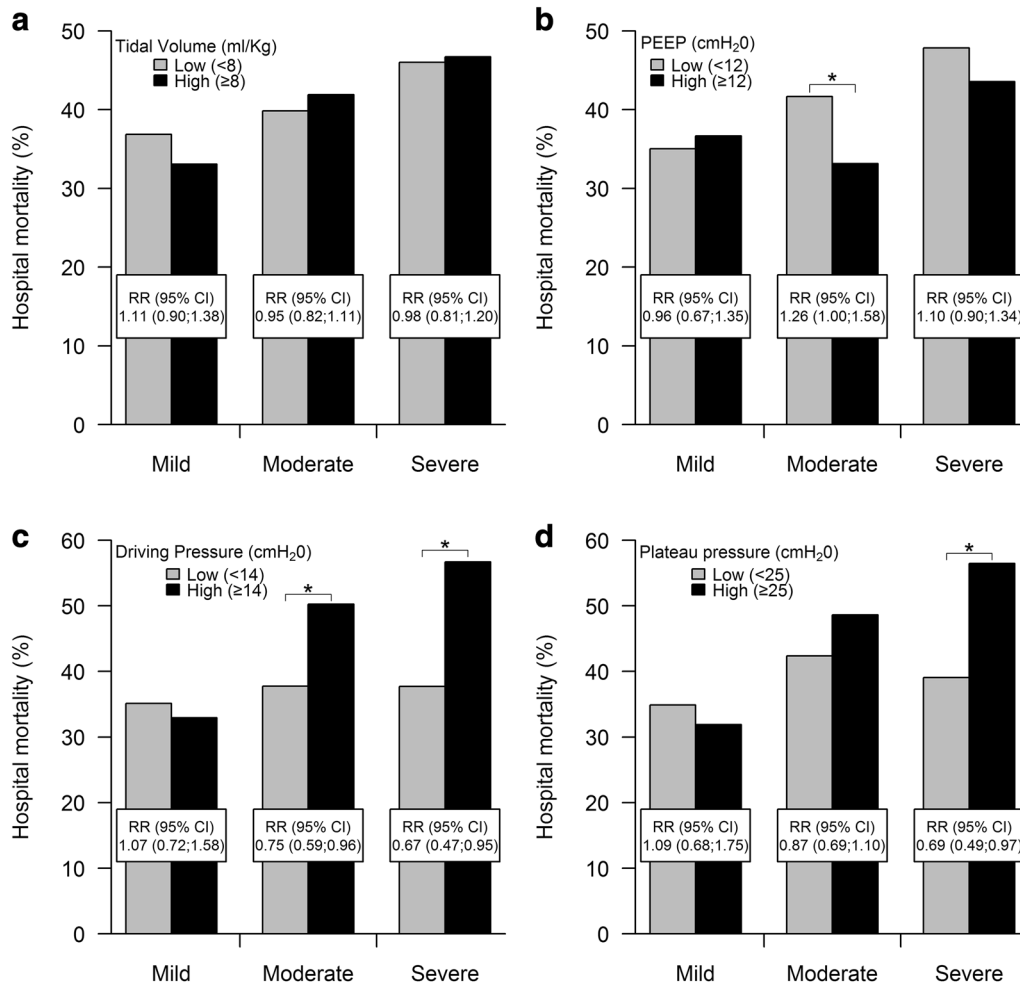 a
Tidal Volume (ml/Kg)
Low (<8)
High (≥8)
Hospital mortality (%)
50
40
30
20
10
0
RR (95% CI)
1.11 (0.90;1.38)
RR (95% CI)
0.95 (0.82;1.11)
RR (95% CI)
0.98 (0.81;1.20)
Mild
Moderate
Severe
b
PEEP (cmH20)
Low (<12)
High (≥12)
*
Hospital mortality (%)
50
40
30
20
10
0
RR (95% CI)
0.96 (0.67;1.35)
RR (95% CI)
1.26 (1.00;1.58)
RR (95% CI)
1.10 (0.90;1.34)
Mild
Moderate
Severe
c
Driving Pressure (cmH20)
Low (<14)
High (≥14)
*
*
Hospital mortality (%)
60
50
40
30
20
10
0
RR (95% CI)
1.07 (0.72;1.58)
RR (95% CI)
0.75 (0.59;0.96)
RR (95% CI)
0.67 (0.47;0.95)
Mild
Moderate
Severe
d
Plateau pressure (cmH20)
Low (<25)
High (≥25)
*
Hospital mortality (%)
60
50
40
30
20
10
0
RR (95% CI)
1.09 (0.68;1.75)
RR (95% CI)
0.87 (0.69;1.10)
RR (95% CI)
0.69 (0.49;0.97)
Mild
Moderate
Severe